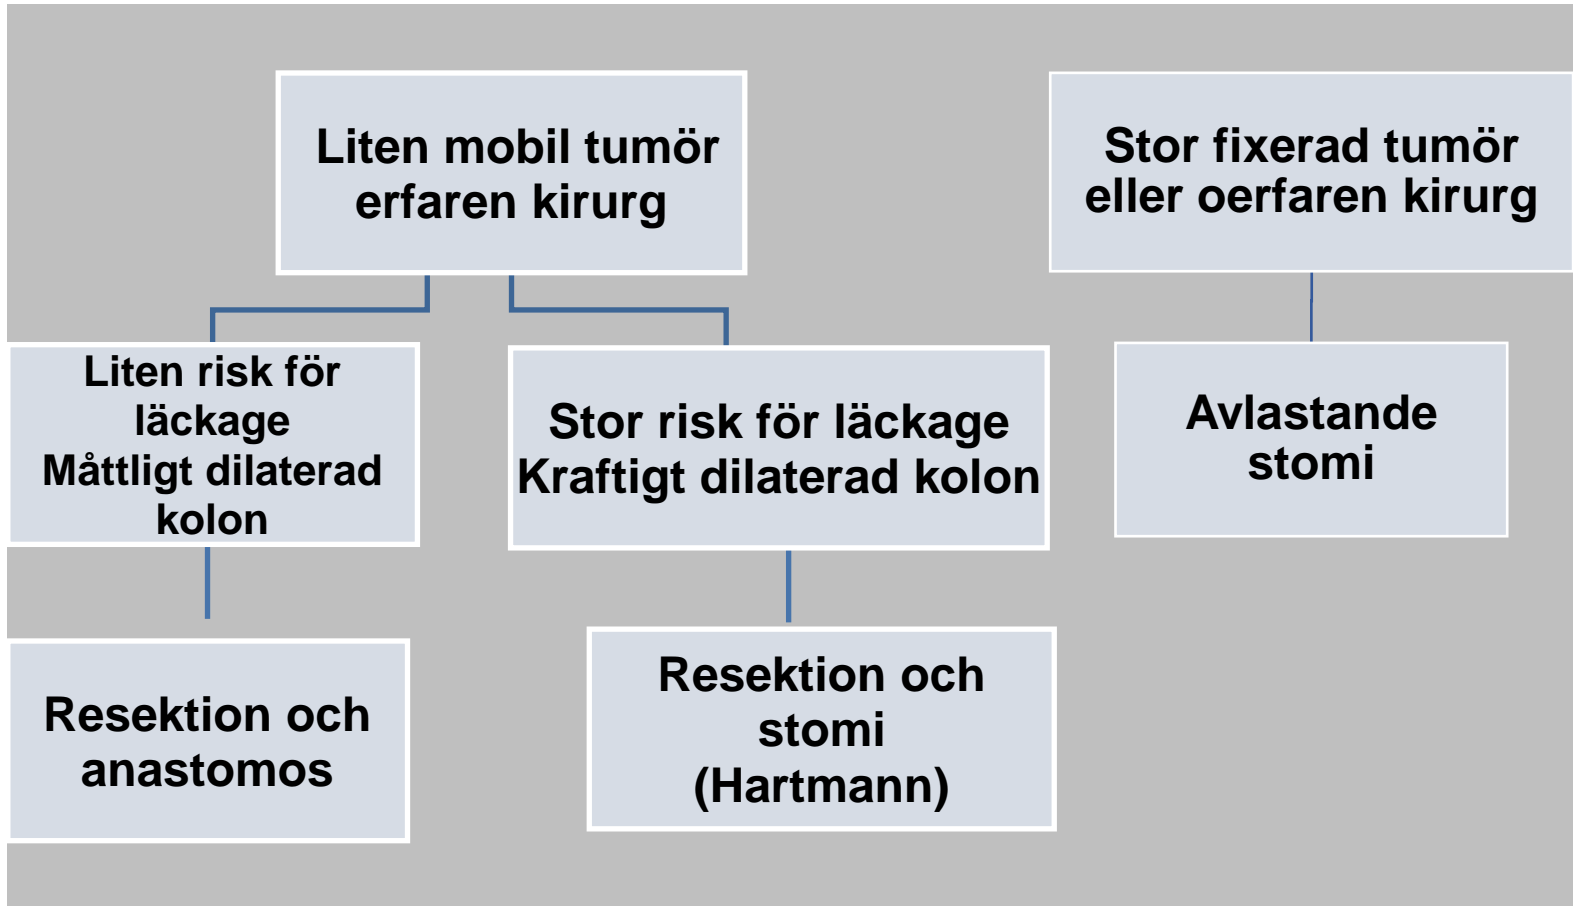 Liten mobil tumör
erfaren kirurg
Stor fixerad tumör
eller oerfaren kirurg
Liten risk för
läckage
Måttligt dilaterad
kolon
Stor risk för läckage
Kraftigt dilaterad kolon
Avlastande
stomi
Resektion och
anastomos
Resektion och
stomi
(Hartmann)